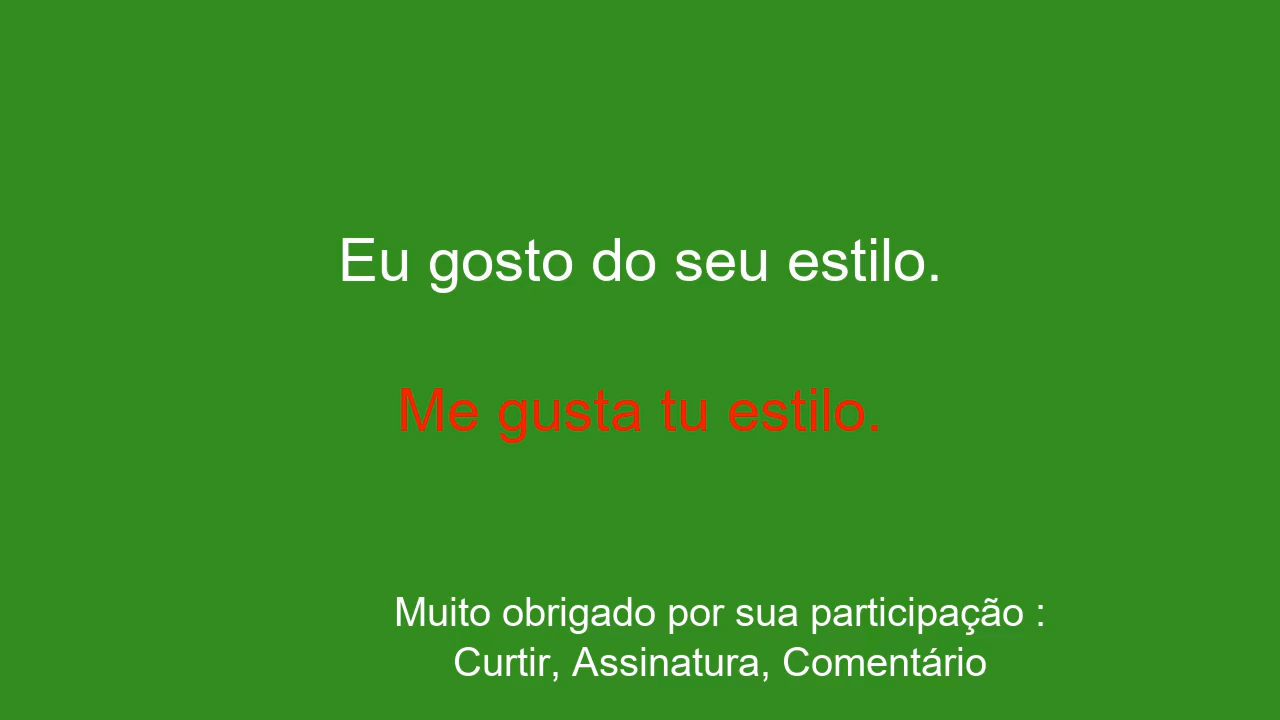 Eu gosto do seu estilo.
Me gusta tu estilo.
Muito obrigado por sua participação :
Curtir, Assinatura, Comentário